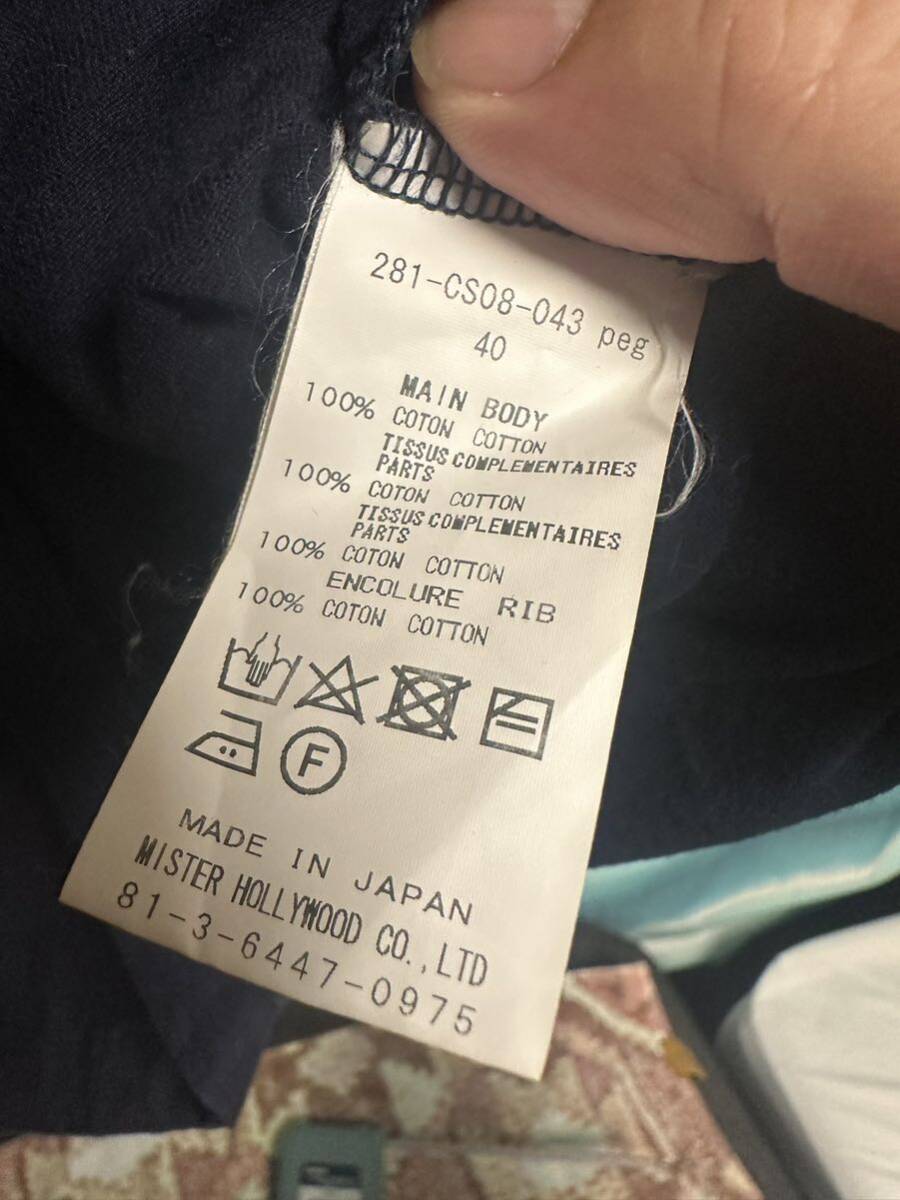 281-CS08-043 peg
40
MAIN BODY
100% COTON COTTON
TISSUS COMPLEMENTAIRES
PARTS
100% COTON COTTON
TISSUS COMPLEMENTAIRES
PARTS
100% COTON COTTON
ENCOLURE RIB
100% COTON COTTON
F
MADE IN JAPAN
MISTER HOLLYWOOD CO.,LTD
81-3-6447-0975